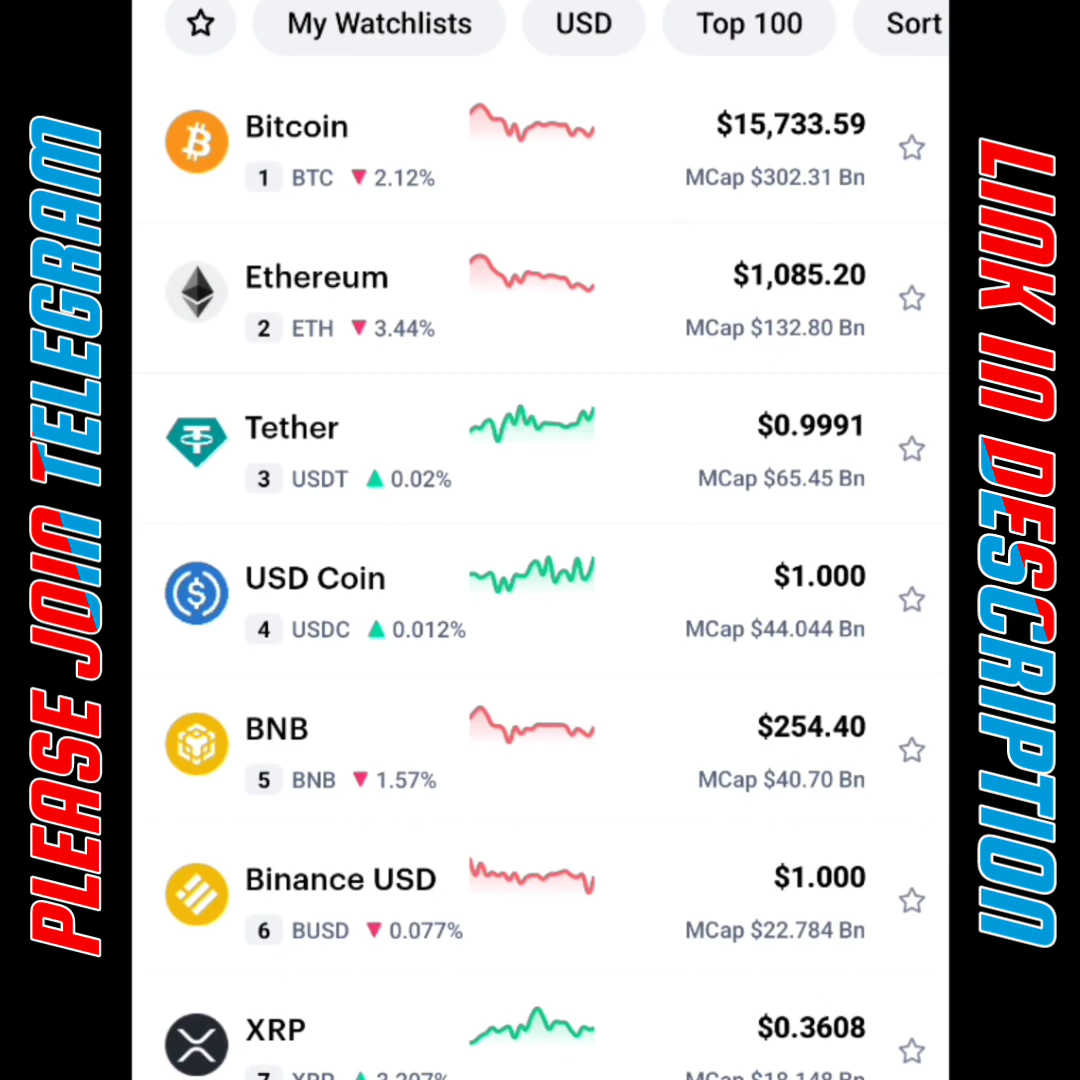 PLEASE JOIN TELEGRAM
My Watchlists
USD
Top 100
Sort
Bitcoin
$15,733.59
1 BTC ▼ 2.12%
MCap $302.31 Bn
Ethereum
$1,085.20
2 ETH ▼ 3.44%
MCap $132.80 Bn
Tether
$0.9991
3 USDT ▲ 0.02%
MCap $65.45 Bn
USD Coin
$1.000
4 USDC ▲ 0.012%
MCap $44.044 Bn
BNB
$254.40
5 BNB ▼ 1.57%
MCap $40.70 Bn
Binance USD
$1.000
6 BUSD ▼ 0.077%
MCap $22.784 Bn
XRP
$0.3608
7 XRP ▲
MCap
LINK IN DESCRIPTION